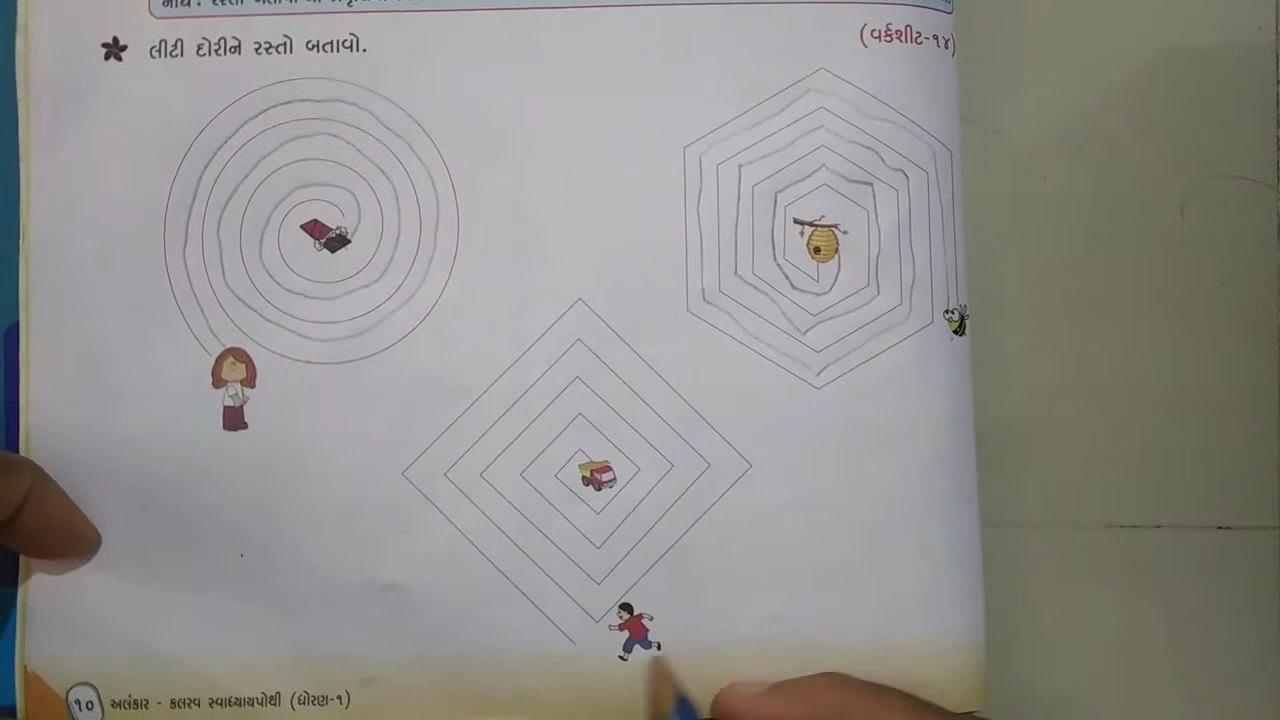 લીટી દોરીને રસ્તો બતાવો.
(વર્કશીટ-૧૪)
૧૦ અલંકાર - કલરવ સ્વાધ્યાયપોથી (ધોરણ-૧)